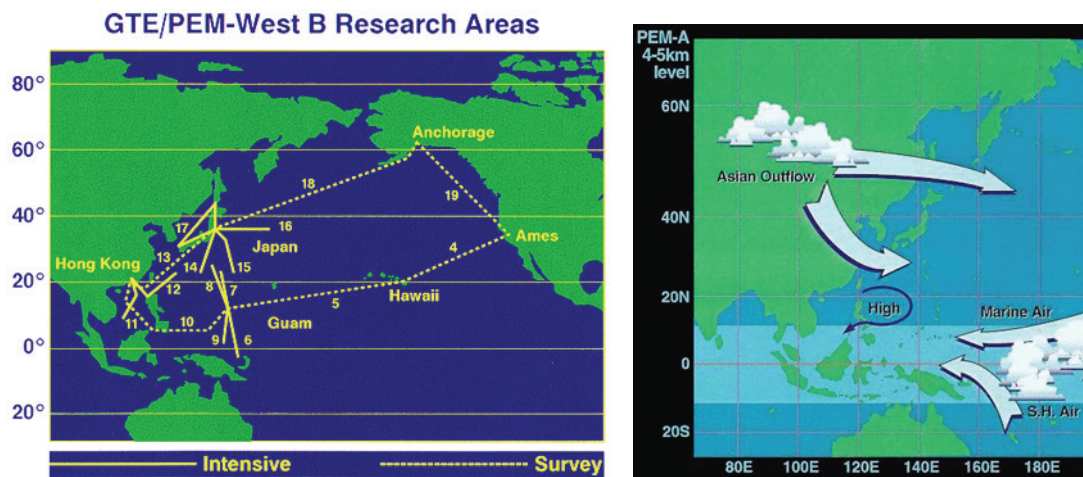 GTE/PEM-West B Research Areas
80°
60°
40°
20°
0°
20°
Anchorage
18
19
17
16
Japan
Ames
4
13
Hong Kong
14
15
12
8
7
Hawaii
5
11
10
Guam
9
6
Intensive
Survey
PEM-A
4-5km
level
60N
40N
20N
0
20S
Asian Outflow
High
Marine Air
S.H. Air
80E
100E
120E
140E
160E
180E